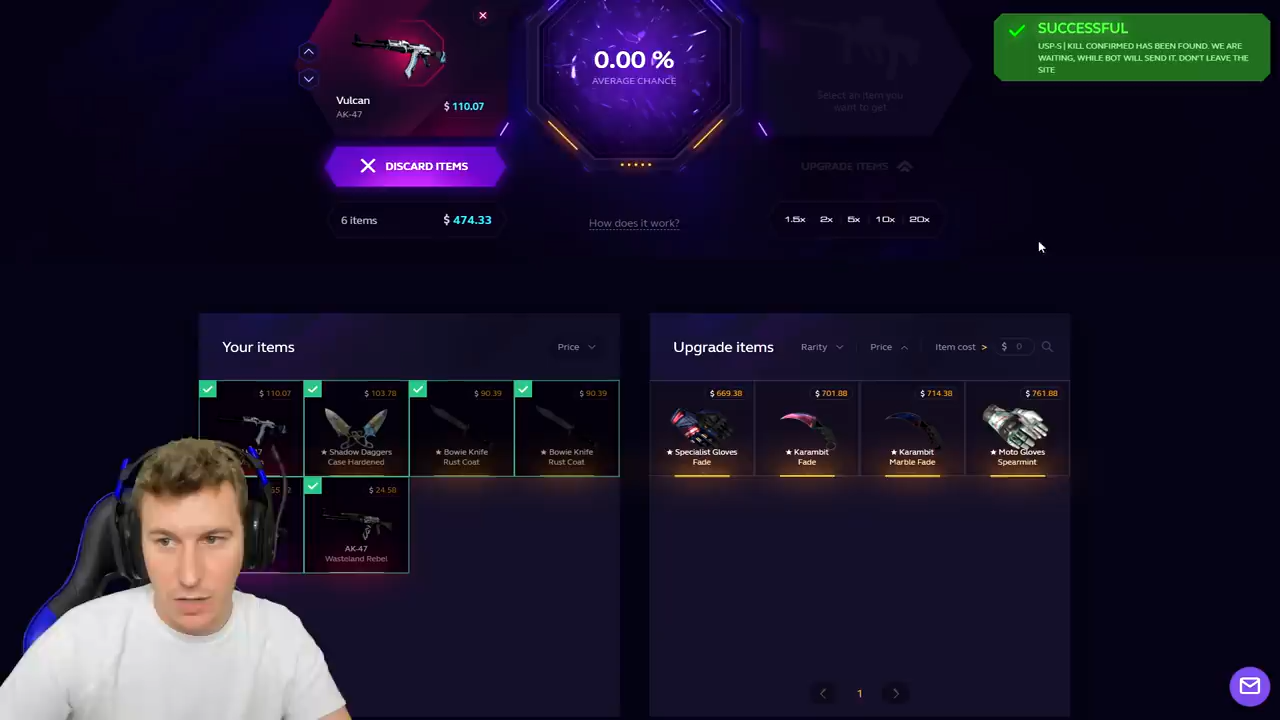 SUCCESSFUL
USP-S | KILL CONFIRMED HAS BEEN FOUND. WE ARE
WAITING, WHILE BOT WILL SEND IT. DON'T LEAVE THE
SITE
0.00 %
AVERAGE CHANCE
Vulcan
AK-47
$ 110.07
Select an item you
want to get
DISCARD ITEMS
UPGRADE ITEMS
6 items
$ 474.33
How does it work?
1.5x 2x 5x 10x 20x
Your items
Price
Upgrade items
Rarity
Price
Item cost > $ 0
$ 110.07
$ 103.78
★ Shadow Daggers
Case Hardened
$ 90.39
★ Bowie Knife
Rust Coat
$ 90.39
★ Bowie Knife
Rust Coat
$ 669.38
★ Specialist Gloves
Fade
$ 701.88
★ Karambit
Fade
$ 714.38
★ Karambit
Marble Fade
$ 761.88
★ Moto Gloves
Spearmint
$ 24.58
AK-47
Wasteland Rebel
1